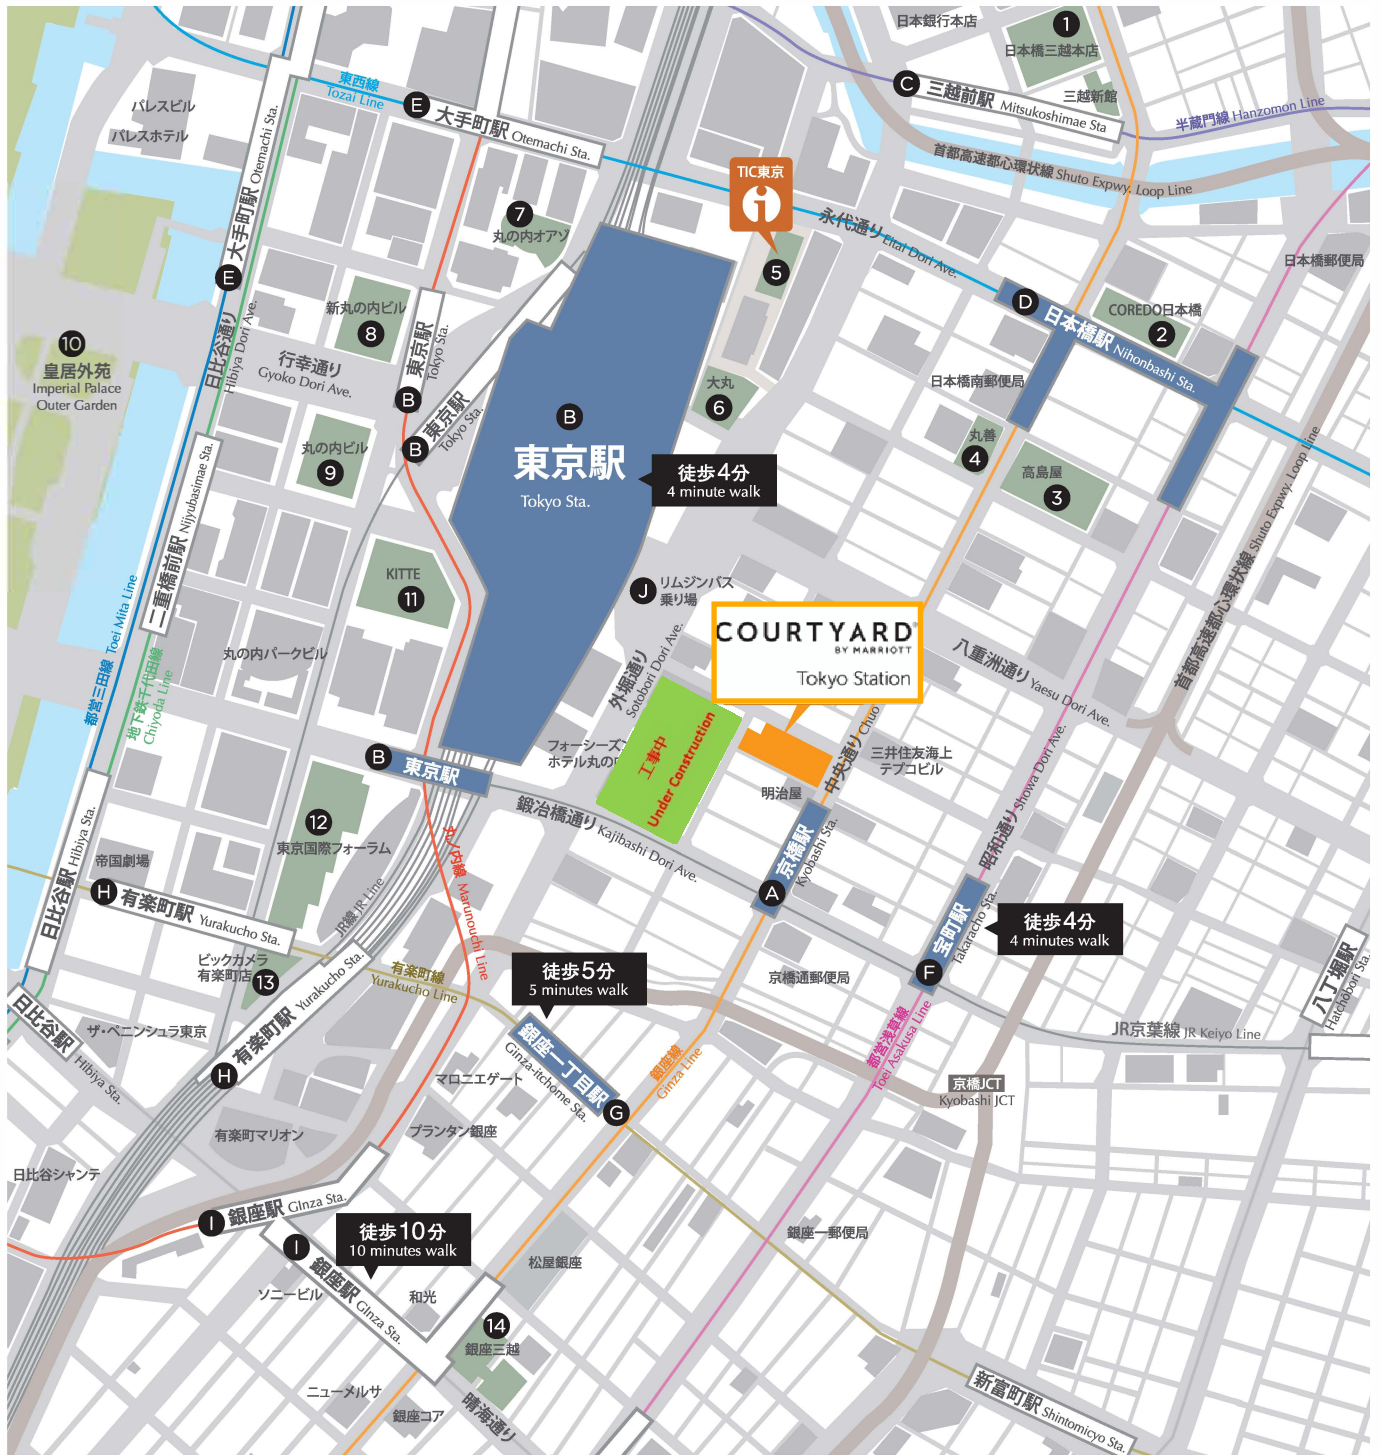 日本銀行本店
1
日本橋三越本店
三越新館
C
三越前駅 Mitsukoshimae Sta
半蔵門線 Hanzomon Line
首都高速都心環状線 Shuto Expwy. Loop Line
東西線
Tozai Line
E
大手町駅 Otemachi Sta.
パレスビル
パレスホテル
大手町駅 Otemachi Sta.
E
日比谷通り
Hibiya Dori Ave.
TIC東京
i
7
丸の内オアゾ
5
永代通り Eitai Dori Ave.
日本橋郵便局
D
日本橋駅 Nihonbashi Sta.
COREDO日本橋
2
新丸の内ビル
8
東京駅
Tokyo Sta.
B
行幸通り
Gyoko Dori Ave.
10
皇居外苑
Imperial Palace
Outer Garden
大丸
6
日本橋南郵便局
丸善
4
高島屋
3
B
東京駅
Tokyo Sta.
B
東京駅
Tokyo Sta.
徒歩4分
4 minute walk
丸の内ビル
9
二重橋前駅 Nijyubasimae Sta.
首都高速都心環状線 Shuto Expwy. Loop Line
KITTE
11
J
リムジンバス
乗り場
COURTYARD
BY MARRIOTT
Tokyo Station
外堀通り
Sotobori Dori Ave.
八重洲通り Yaesu Dori Ave.
丸の内パークビル
都営三田線 Toei Mita Line
地下鉄千代田線
Chiyoda Line
工事中
Under Construction
フォーシーズ
ホテル丸の
中央通り Chuo
三井住友海上
テプコビル
明治屋
B
東京駅
鍛冶橋通り Kajibashi Dori Ave.
昭和通り Showa Dori Ave.
12
東京国際フォーラム
丸ノ内線 Marunouchi Line
京橋駅
Kyobashi Sta.
A
日比谷駅 Hibiya Sta.
帝国劇場
H
有楽町駅 Yurakucho Sta.
JR線 JR Line
宝町駅
Takaracho Sta.
F
徒歩4分
4 minutes walk
八丁堀駅
Hatchobori Sta.
ビックカメラ
有楽町店
13
有楽町線
Yurakucho Line
徒歩5分
5 minutes walk
京橋通郵便局
日比谷駅
Hibiya Sta.
ザ・ペニンシュラ東京
有楽町駅 Yurakucho Sta.
H
銀座一丁目駅
Ginza-itchome Sta.
G
銀座線
Ginza Line
都営浅草線
Toei Asakusa Line
JR京葉線 JR Keiyo Line
京橋JCT
Kyobashi JCT
マロニエゲート
プランタン銀座
有楽町マリオン
日比谷シャンテ
I
銀座駅 GInza Sta.
徒歩10分
10 minutes walk
I
銀座駅 GInza Sta.
銀座一郵便局
松屋銀座
ソニービル
和光
14
銀座三越
ニューメルサ
銀座コア
晴海通り
新富町駅 Shintomicyo Sta.